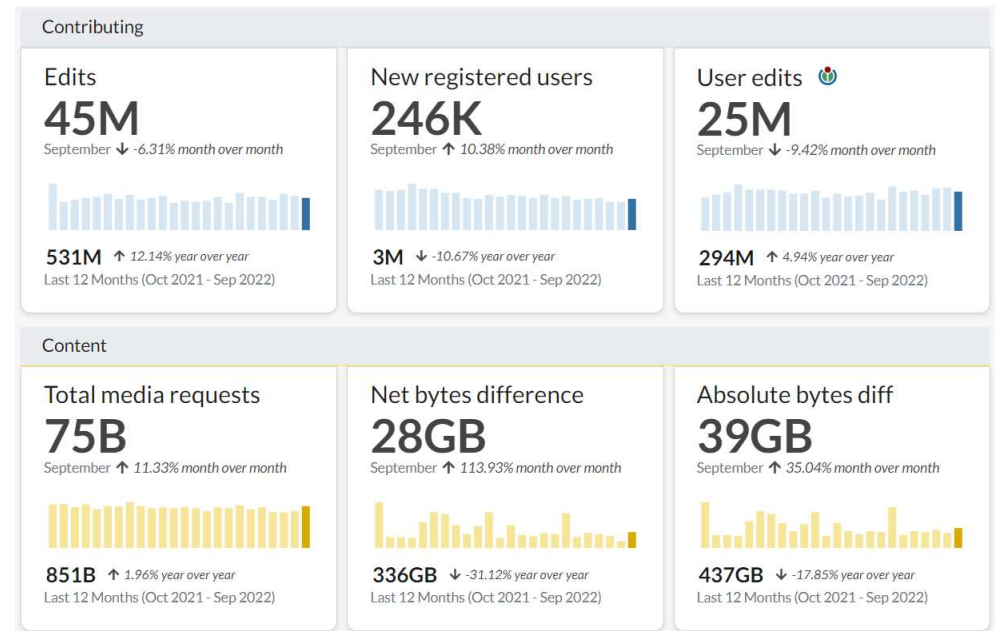 Contributing
Edits
45M
September ↓ -6.31% month over month
531M ↑ 12.14% year over year
Last 12 Months (Oct 2021 - Sep 2022)
New registered users
246K
September ↑ 10.38% month over month
3M ↓ -10.67% year over year
Last 12 Months (Oct 2021 - Sep 2022)
User edits
25M
September ↓ -9.42% month over month
294M ↑ 4.94% year over year
Last 12 Months (Oct 2021 - Sep 2022)
Content
Total media requests
75B
September ↑ 11.33% month over month
851B ↑ 1.96% year over year
Last 12 Months (Oct 2021 - Sep 2022)
Net bytes difference
28GB
September ↑ 113.93% month over month
336GB ↓ -31.12% year over year
Last 12 Months (Oct 2021 - Sep 2022)
Absolute bytes diff
39GB
September ↑ 35.04% month over month
437GB ↓ -17.85% year over year
Last 12 Months (Oct 2021 - Sep 2022)